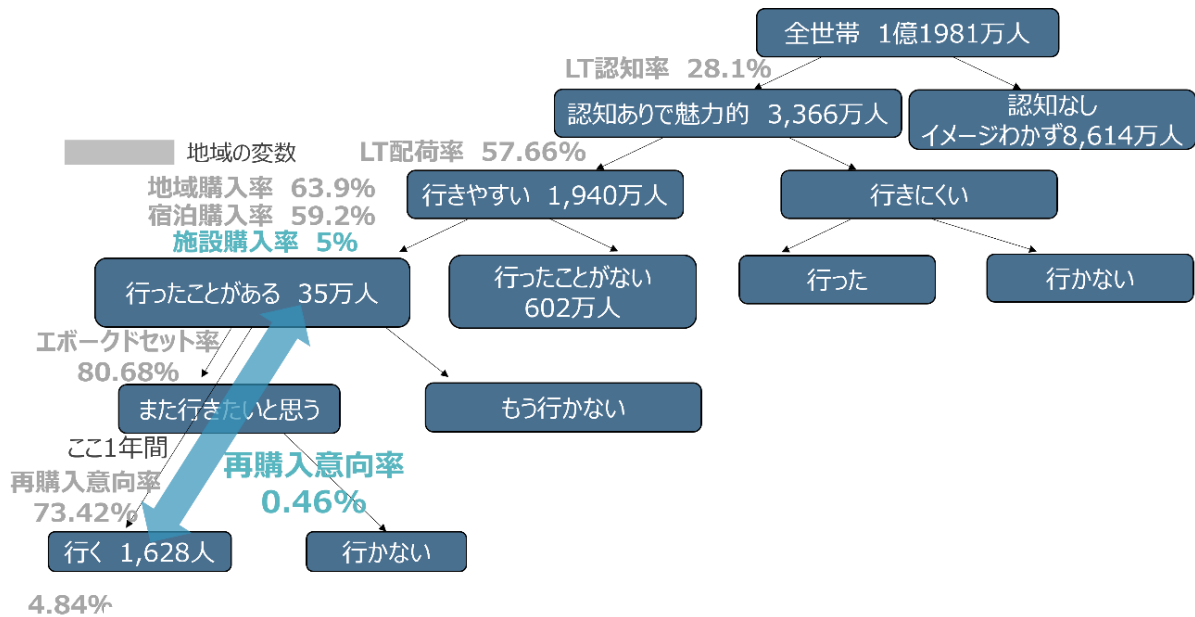 全世帯 1億1981万人
LT認知率 28.1%
認知ありで魅力的 3,366万人
認知なし
イメージわかず8,614万人
地域の変数
LT配荷率 57.66%
地域購入率 63.9%
宿泊購入率 59.2%
施設購入率 5%
行きやすい 1,940万人
行きにくい
行ったことがある 35万人
行ったことがない
602万人
行った
行かない
エボークドセット率
80.68%
また行きたいと思う
もう行かない
ここ1年間
再購入意向率
73.42%
再購入意向率
0.46%
行く 1,628人
行かない
4.84%